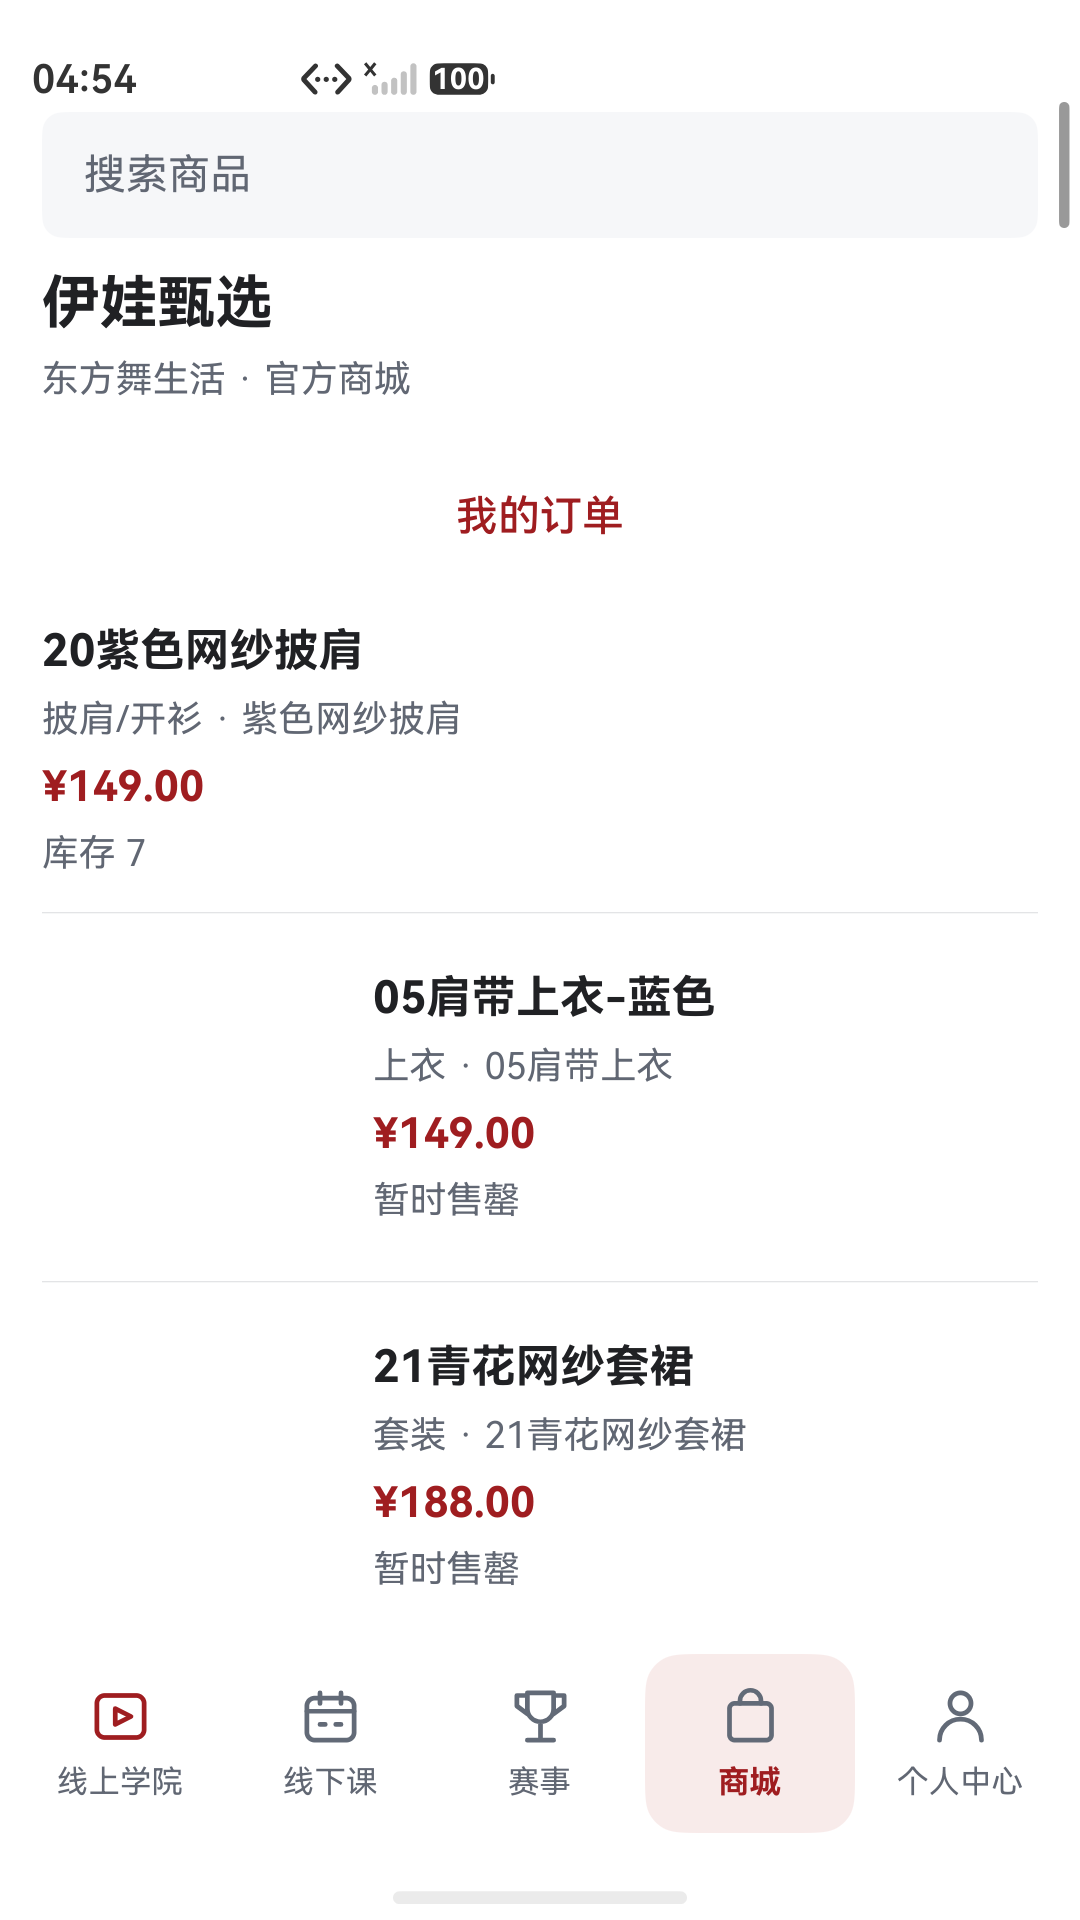 04:54
100
搜索商品
伊娃甄选
东方舞生活 · 官方商城
我的订单
20紫色网纱披肩
披肩/开衫 · 紫色网纱披肩
¥149.00
库存 7
05肩带上衣-蓝色
上衣 · 05肩带上衣
¥149.00
暂时售罄
21青花网纱套裙
套装 · 21青花网纱套裙
¥188.00
暂时售罄
线上学院
线下课
赛事
商城
个人中心